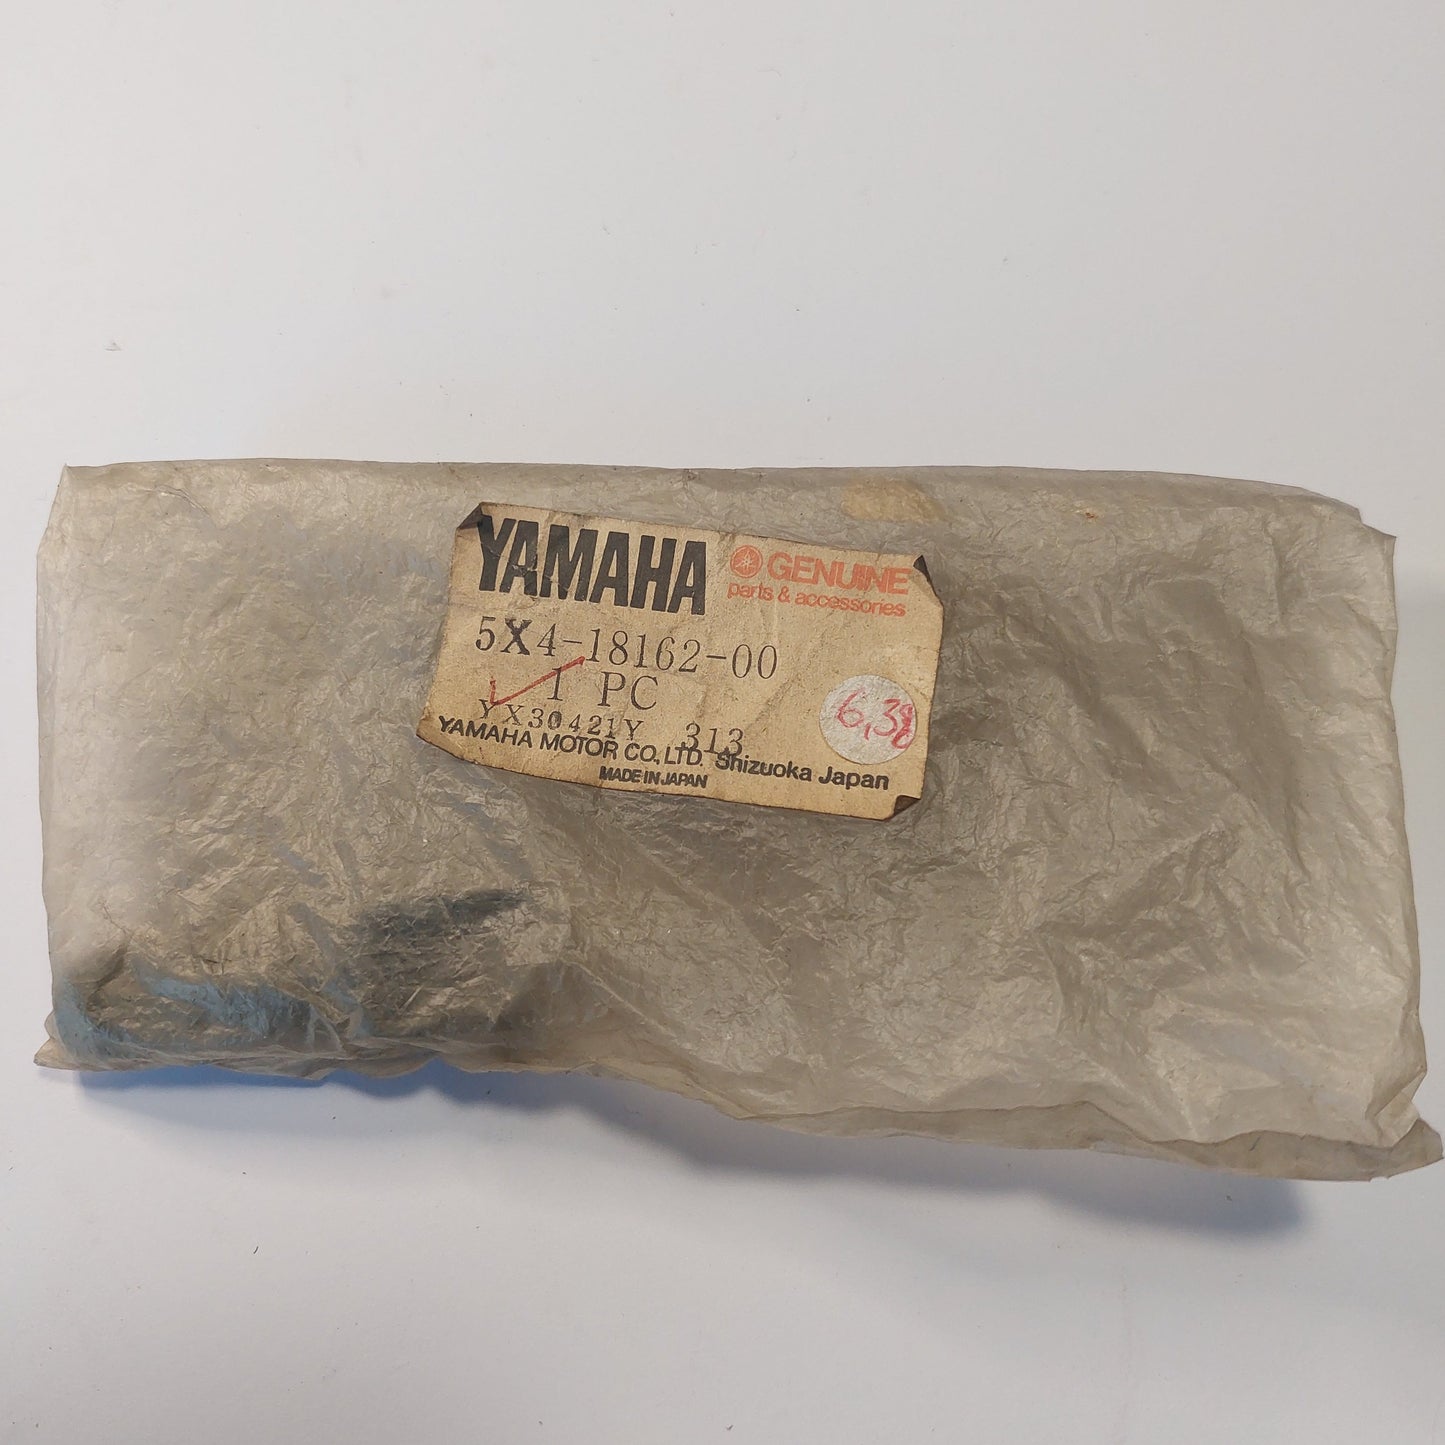 YAMAHA
GENUINE
parts & accessories
5X4-18162-00
1 PC
YX30421Y 313
6,38
YAMAHA MOTOR CO., LTD. Shizuoka Japan
MADE IN JAPAN